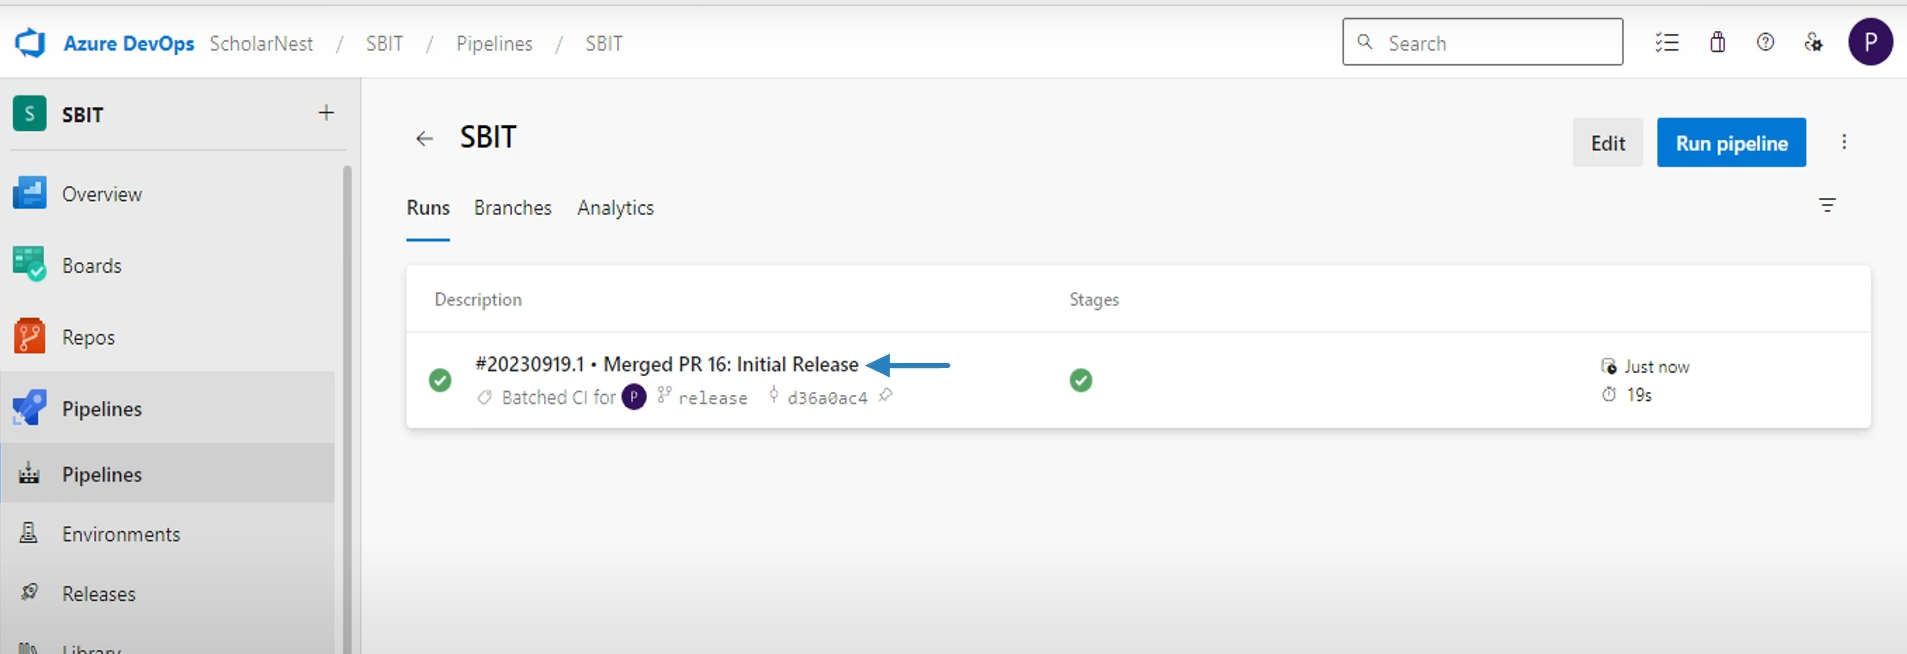 Azure DevOps ScholarNest / SBIT / Pipelines / SBIT
Search
P
S SBIT +
Overview
Boards
Repos
Pipelines
Pipelines
Environments
Releases
Library
SBIT
Edit
Run pipeline
Runs Branches Analytics
Description Stages
#20230919.1 • Merged PR 16: Initial Release
Batched CI for P release d36a0ac4
Just now
19s